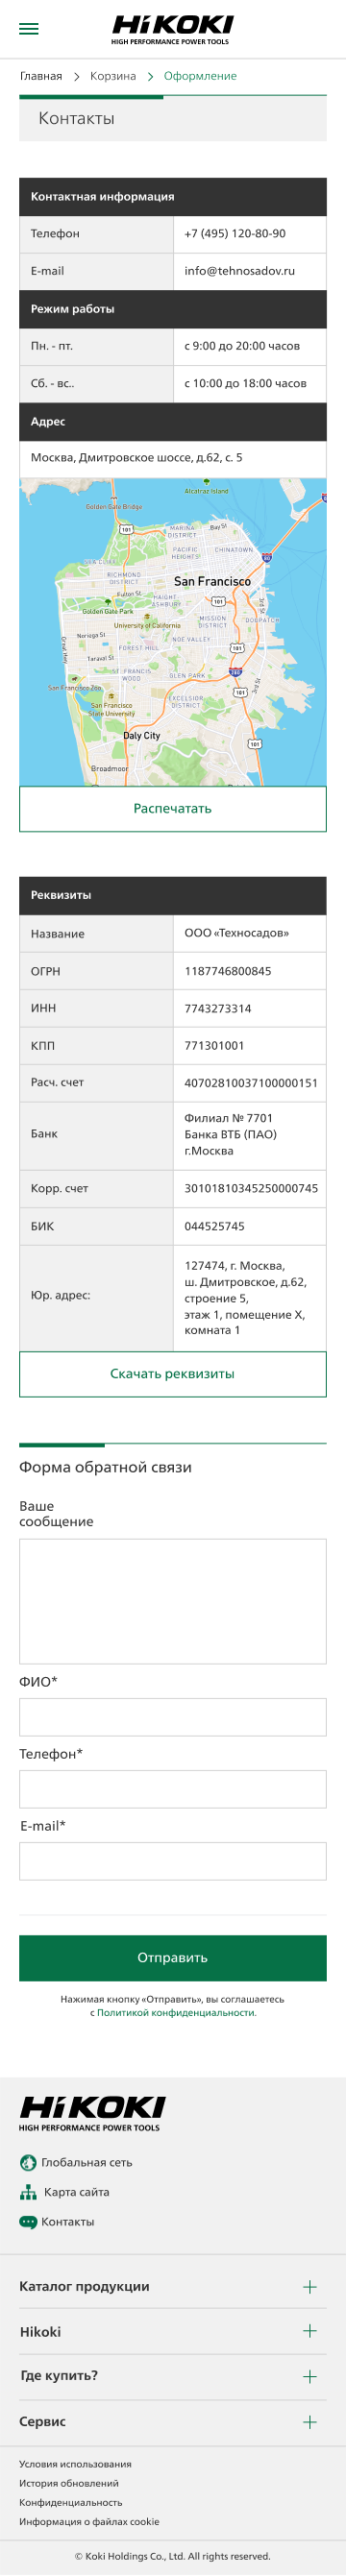 HiKOKI
HIGH PERFORMANCE POWER TOOLS
Главная > Корзина > Оформление
Контакты
Контактная информация
Телефон +7 (495) 120-80-90
E-mail info@tehnosadov.ru
Режим работы
Пн. - пт. с 9:00 до 20:00 часов
Сб. - вс.. с 10:00 до 18:00 часов
Адрес
Москва, Дмитровское шоссе, д.62, с. 5
Alcatraz Island
Golden Gate Bridge
101
Bay St
MARINA
DISTRICT
PACIFIC
HEIGHTS
CHINATOWN
80
SEA CLIFF
RICHMOND
DISTRICT
San Francisco
Fulton St
Golden Gate Park
HAIGHT
ASHBURY
101
3rd St
University of California
MISSION
DISTRICT
DOGPATCH
Noriega St
NOE VALLEY
Great Hwy
Taraval St
FOREST HILL
101
ST. FRANCIS
WOOD
GLEN PARK
280
San Francisco Zoo
EXCELSIOR
DISTRICT
101
San Francisco
State University
Daly City
101
Broadmoor
Распечатать
Реквизиты
Название ООО «Техносадов»
ОГРН 1187746800845
ИНН 7743273314
КПП 771301001
Расч. счет 40702810037100000151
Банк Филиал № 7701
Банка ВТБ (ПАО)
г.Москва
Корр. счет 30101810345250000745
БИК 044525745
Юр. адрес: 127474, г. Москва,
ш. Дмитровское, д.62,
строение 5,
этаж 1, помещение X,
комната 1
Скачать реквизиты
Форма обратной связи
Ваше
сообщение
ФИО*
Телефон*
E-mail*
Отправить
Нажимая кнопку «Отправить», вы соглашаетесь
с Политикой конфиденциальности.
HiKOKI
HIGH PERFORMANCE POWER TOOLS
Глобальная сеть
Карта сайта
Контакты
Каталог продукции
Hikoki
Где купить?
Сервис
Условия использования
История обновлений
Конфиденциальность
Информация о файлах cookie
© Koki Holdings Co., Ltd. All rights reserved.